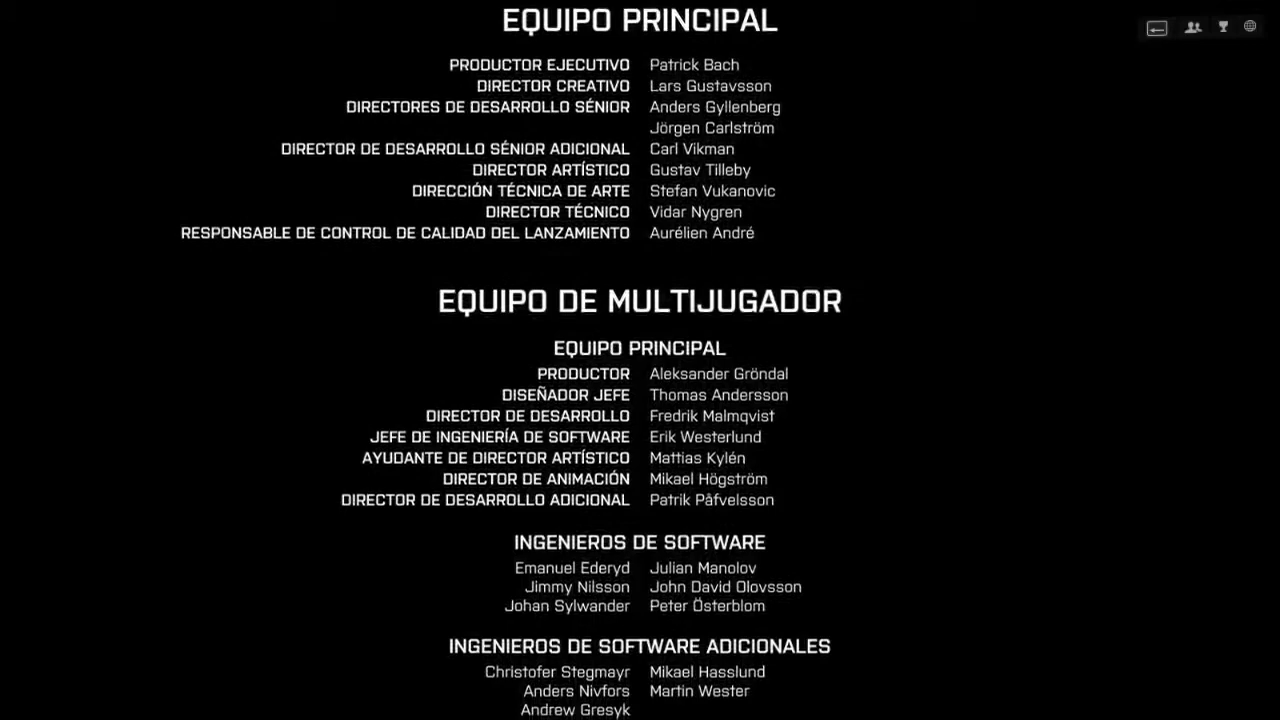 EQUIPO PRINCIPAL
PRODUCTOR EJECUTIVO Patrick Bach
DIRECTOR CREATIVO Lars Gustavsson
DIRECTORES DE DESARROLLO SÉNIOR Anders Gyllenberg
Jörgen Carlström
DIRECTOR DE DESARROLLO SÉNIOR ADICIONAL Carl Vikman
DIRECTOR ARTÍSTICO Gustav Tilleby
DIRECCIÓN TÉCNICA DE ARTE Stefan Vukanovic
DIRECTOR TÉCNICO Vidar Nygren
RESPONSABLE DE CONTROL DE CALIDAD DEL LANZAMIENTO Aurélien André
EQUIPO DE MULTIJUGADOR
EQUIPO PRINCIPAL
PRODUCTOR Aleksander Gröndal
DISEÑADOR JEFE Thomas Andersson
DIRECTOR DE DESARROLLO Fredrik Malmqvist
JEFE DE INGENIERÍA DE SOFTWARE Erik Westerlund
AYUDANTE DE DIRECTOR ARTÍSTICO Mattias Kylén
DIRECTOR DE ANIMACIÓN Mikael Högström
DIRECTOR DE DESARROLLO ADICIONAL Patrik Påfvelsson
INGENIEROS DE SOFTWARE
Emanuel Ederyd Julian Manolov
Jimmy Nilsson John David Olovsson
Johan Sylwander Peter Österblom
INGENIEROS DE SOFTWARE ADICIONALES
Christofer Stegmayr Mikael Hasslund
Anders Nivfors Martin Wester
Andrew Gresyk